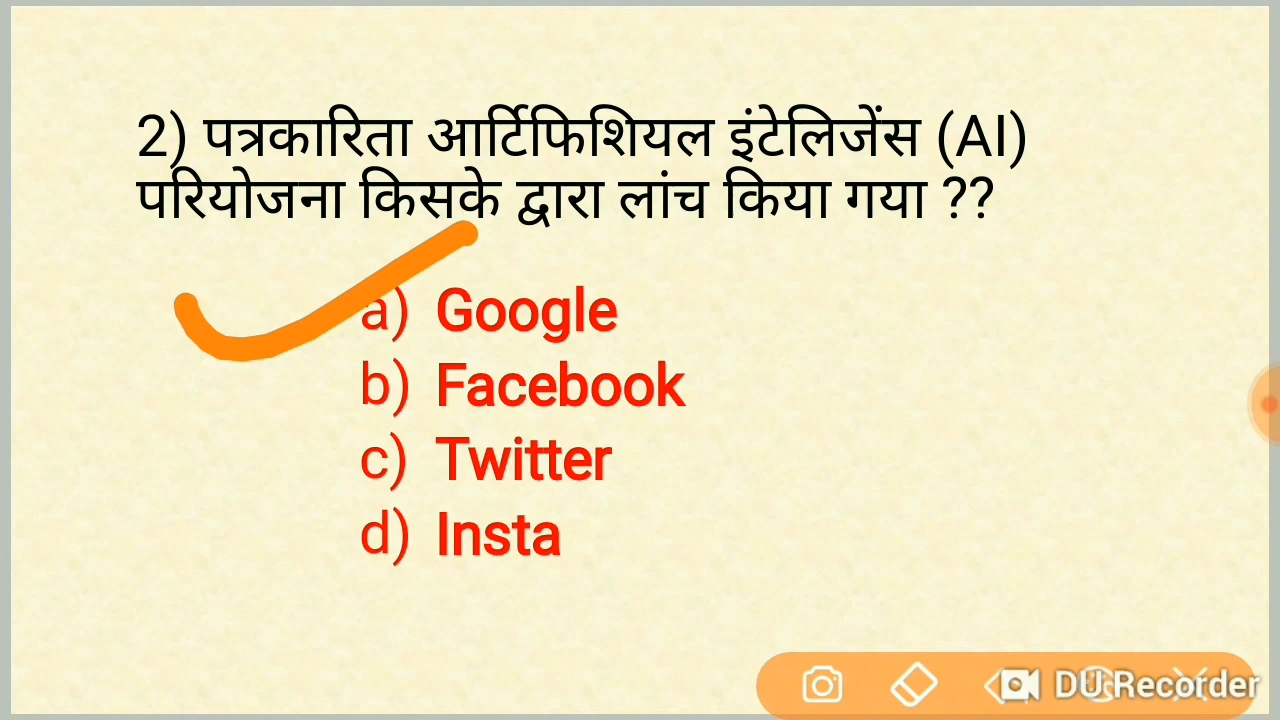 2) पत्रकारिता आर्टिफिशियल इंटेलिजेंस (AI)
परियोजना किसके द्वारा लांच किया गया ??
a) Google
b) Facebook
c) Twitter
d) Insta
DU Recorder